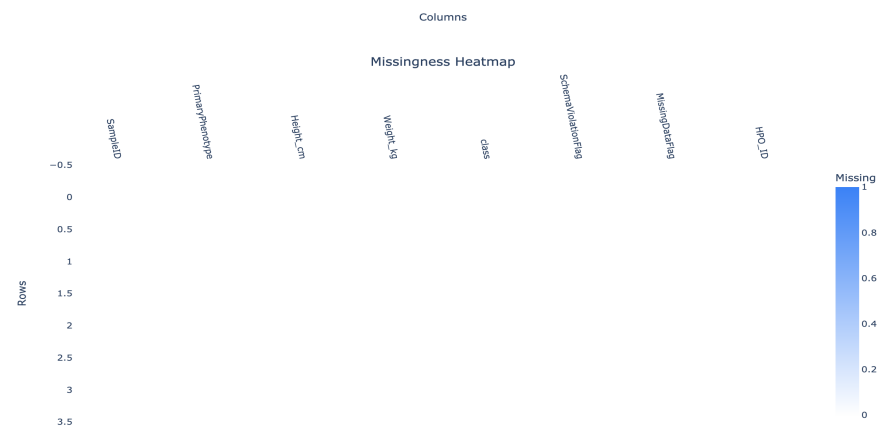 Columns
Missingness Heatmap
SampleID
PrimaryPhenotype
Height_cm
Weight_kg
class
SchemaViolationFlag
MissingDataFlag
HPO_ID
−0.5
0
0.5
1
1.5
2
2.5
3
3.5
Rows
Missing
1
0.8
0.6
0.4
0.2
0